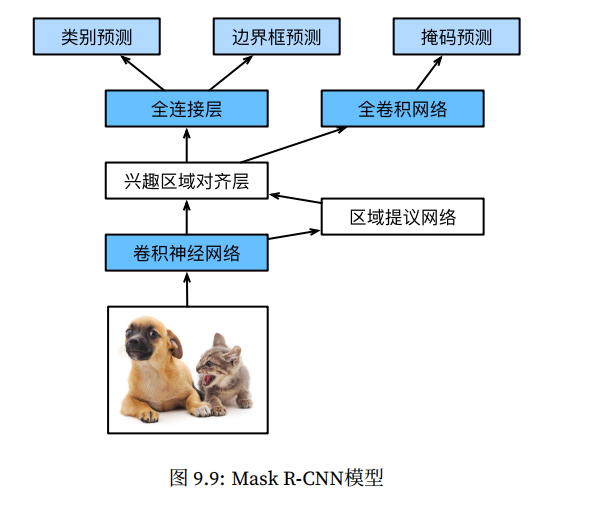 类别预测
边界框预测
掩码预测
全连接层
全卷积网络
兴趣区域对齐层
区域提议网络
卷积神经网络
图 9.9: Mask R-CNN模型